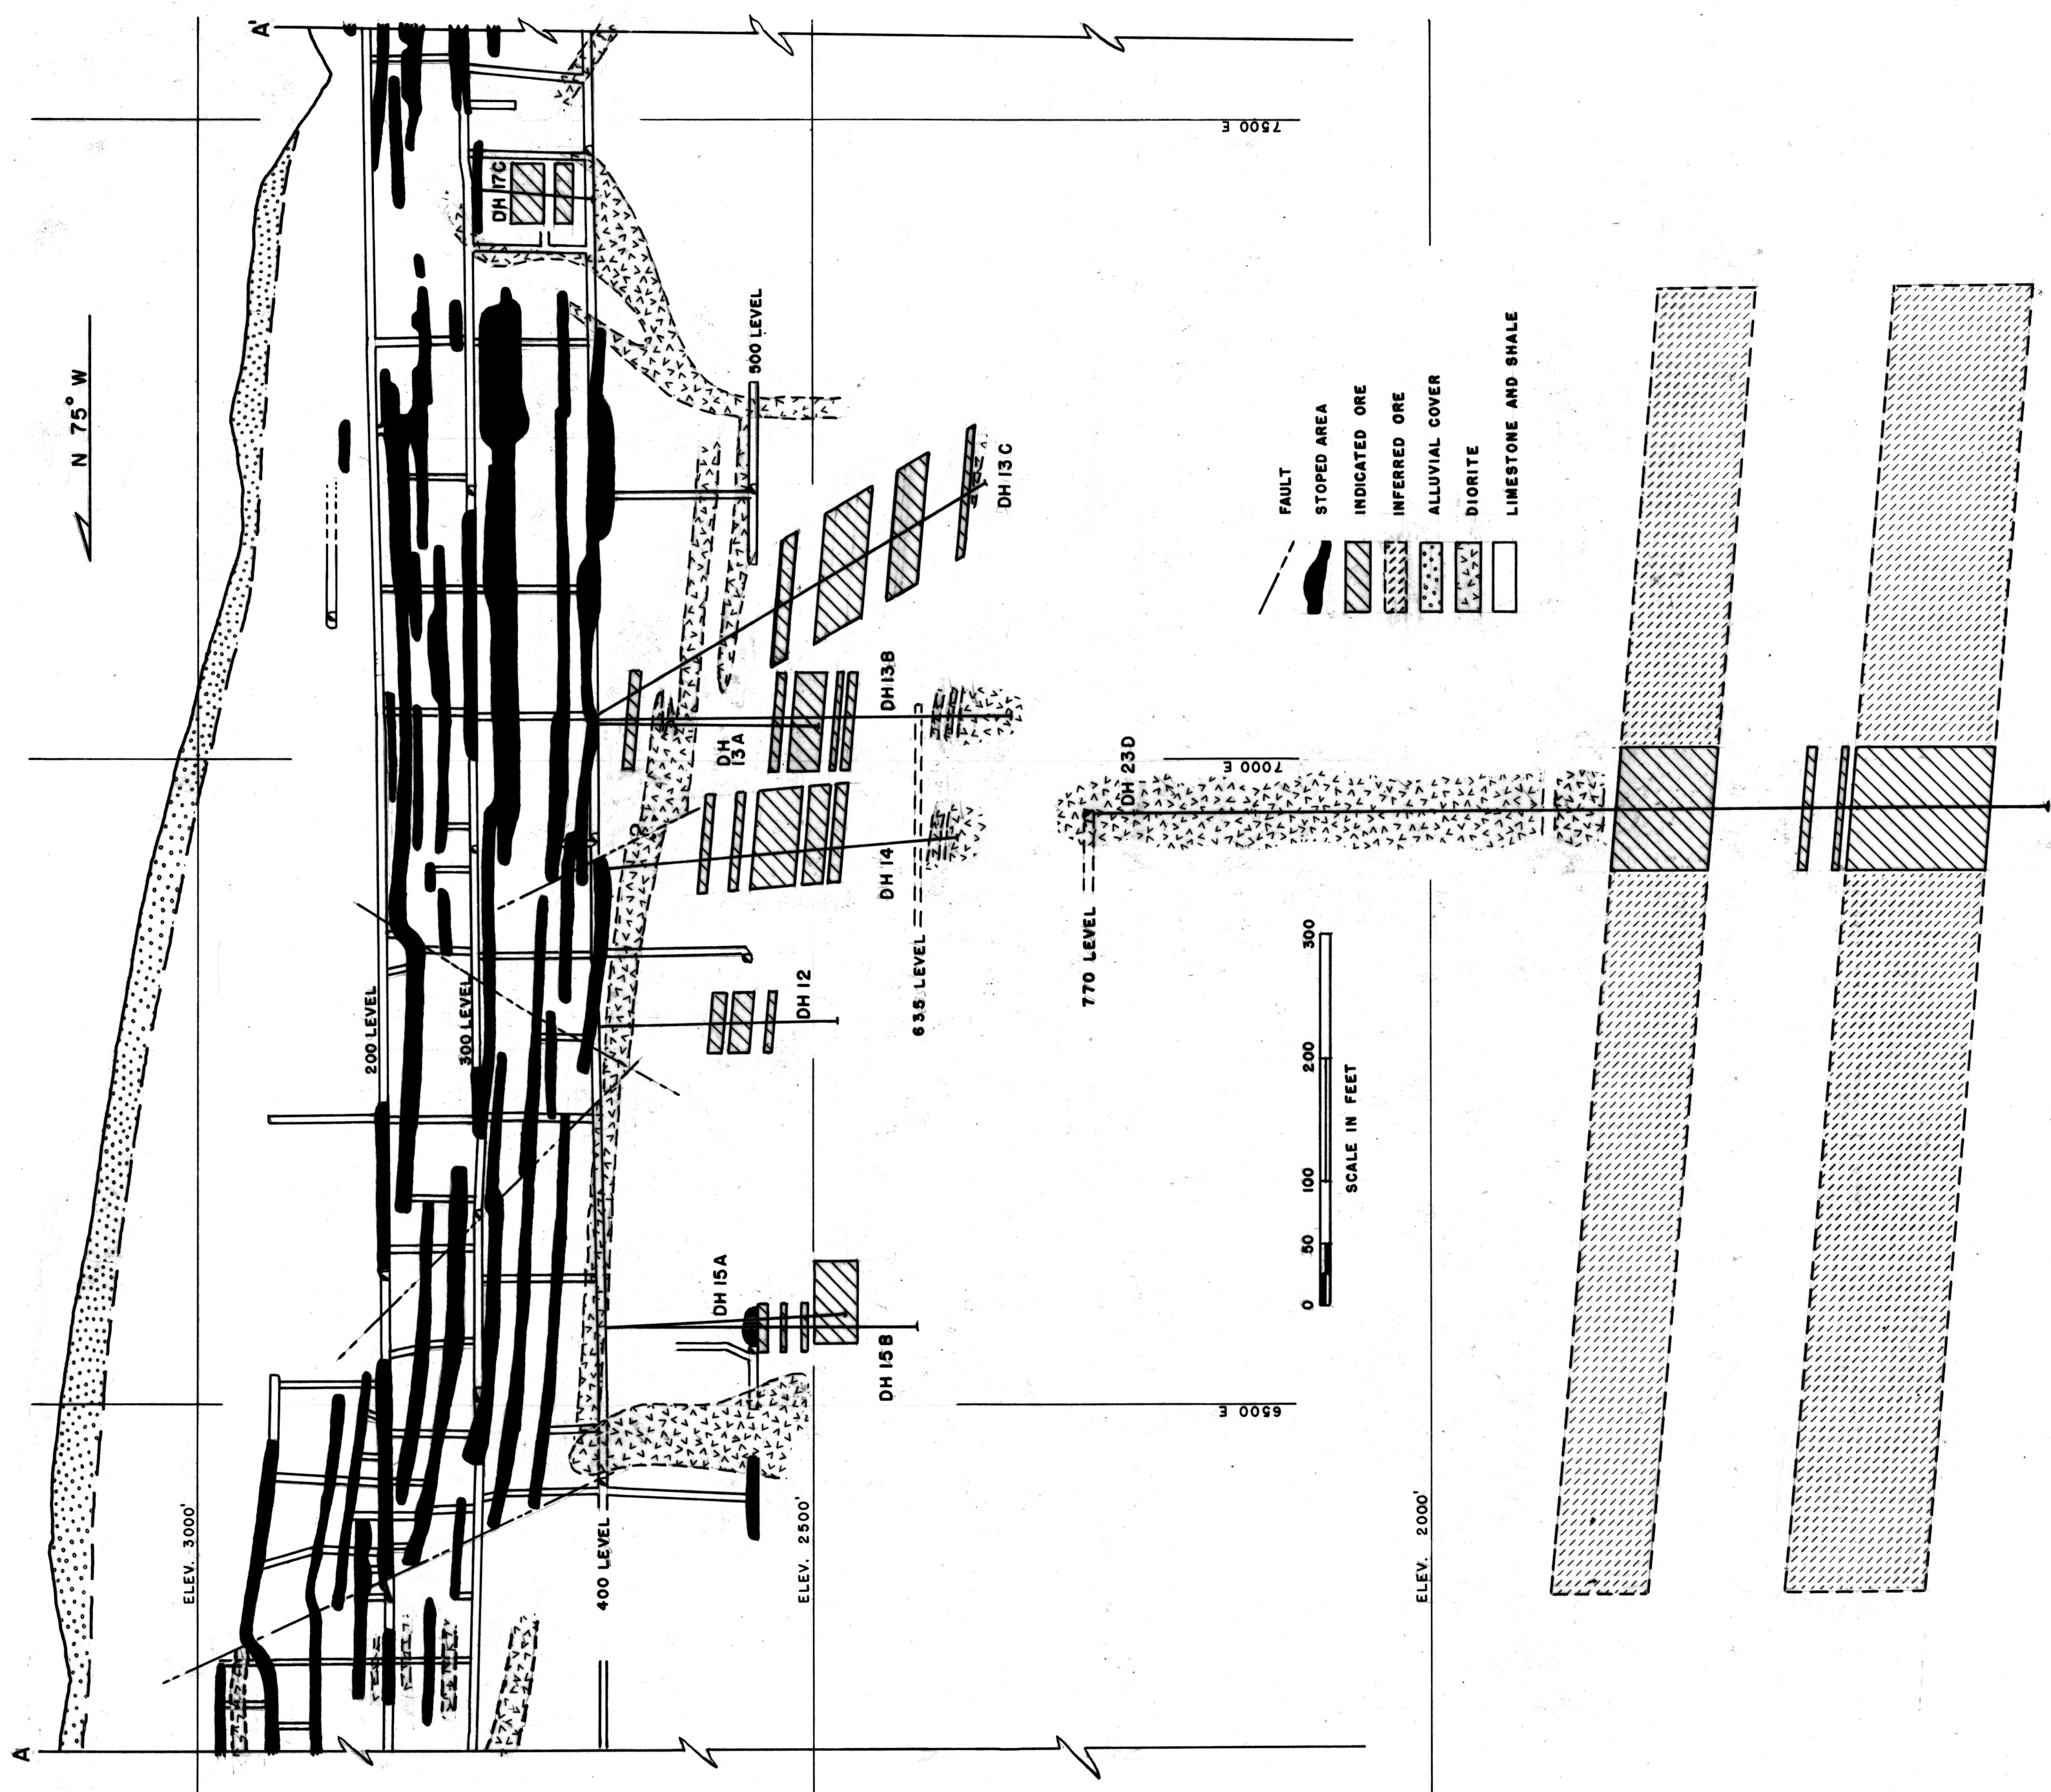 A'
N 75° W
DH 17C
500 LEVEL
7500 E
DH 13C
DH 13B
DH
13A
DH 14
DH 12
DH 23D
7000 E
635 LEVEL
770 LEVEL
200 LEVEL
300 LEVEL
400 LEVEL
DH 15A
DH 15B
6500 E
ELEV. 3000'
ELEV. 2500'
ELEV. 2000'
A
FAULT
STOPED AREA
INDICATED ORE
INFERRED ORE
ALLUVIAL COVER
DIORITE
LIMESTONE AND SHALE
0 50 100 200 300
SCALE IN FEET
?